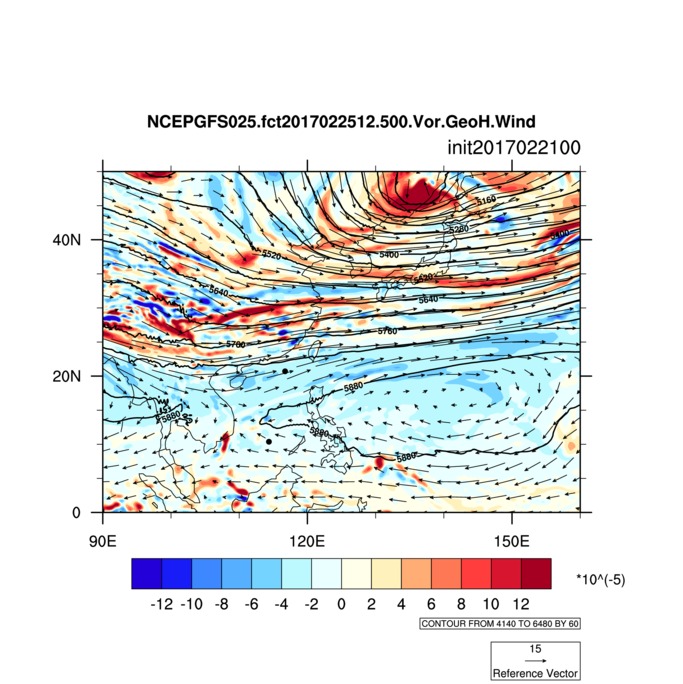 NCEPGFS025.fct2017022512.500.Vor.GeoH.Wind
init2017022100
5160
5280
5400
5400
5520
5520
5640
5640
5760
5760
5880
5880
5880
5880
40N
20N
0
90E 120E 150E
-12 -10 -8 -6 -4 -2 0 2 4 6 8 10 12
*10^(-5)
CONTOUR FROM 4140 TO 6480 BY 60
15
Reference Vector